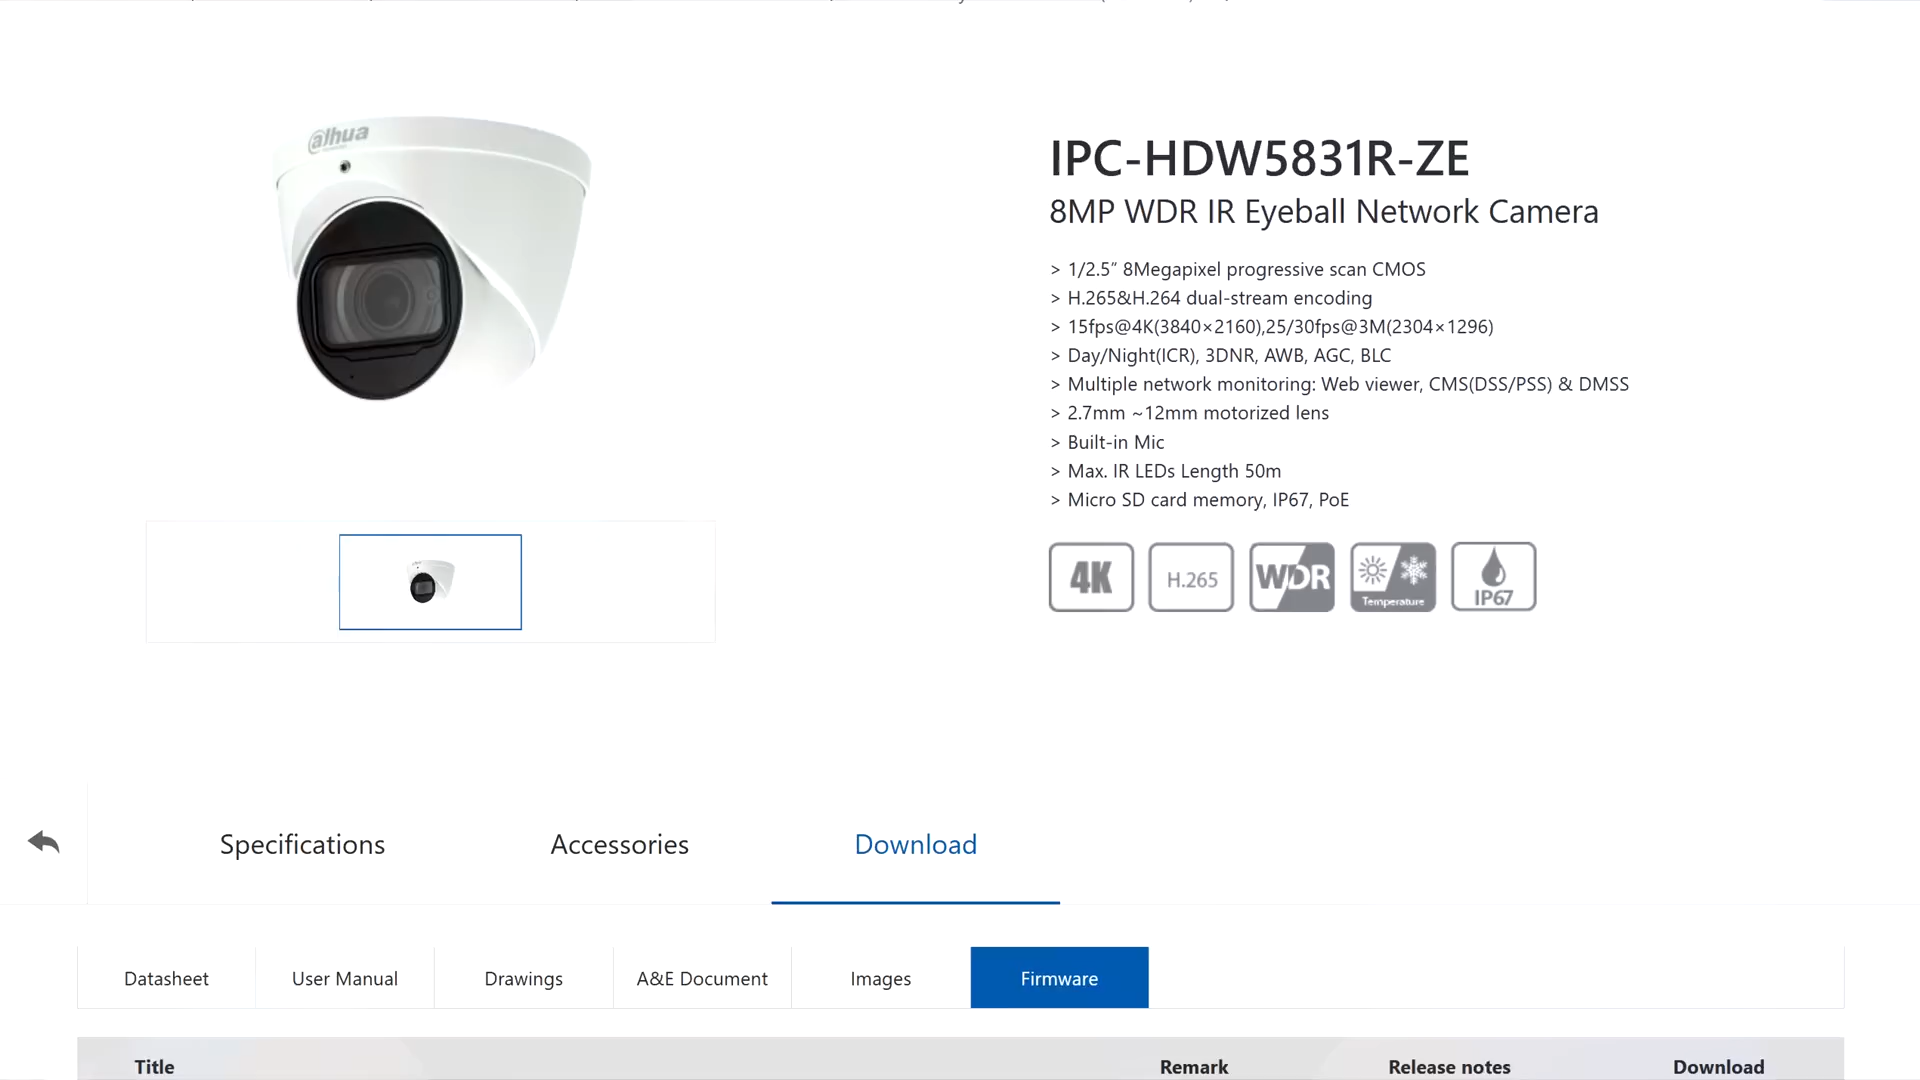 alhua
IPC-HDW5831R-ZE
8MP WDR IR Eyeball Network Camera
> 1/2.5” 8Megapixel progressive scan CMOS
> H.265&H.264 dual-stream encoding
> 15fps@4K(3840×2160),25/30fps@3M(2304×1296)
> Day/Night(ICR), 3DNR, AWB, AGC, BLC
> Multiple network monitoring: Web viewer, CMS(DSS/PSS) & DMSS
> 2.7mm ~12mm motorized lens
> Built-in Mic
> Max. IR LEDs Length 50m
> Micro SD card memory, IP67, PoE
4K H.265 WDR Temperature IP67
Specifications Accessories Download
Datasheet User Manual Drawings A&E Document Images Firmware
Title Remark Release notes Download